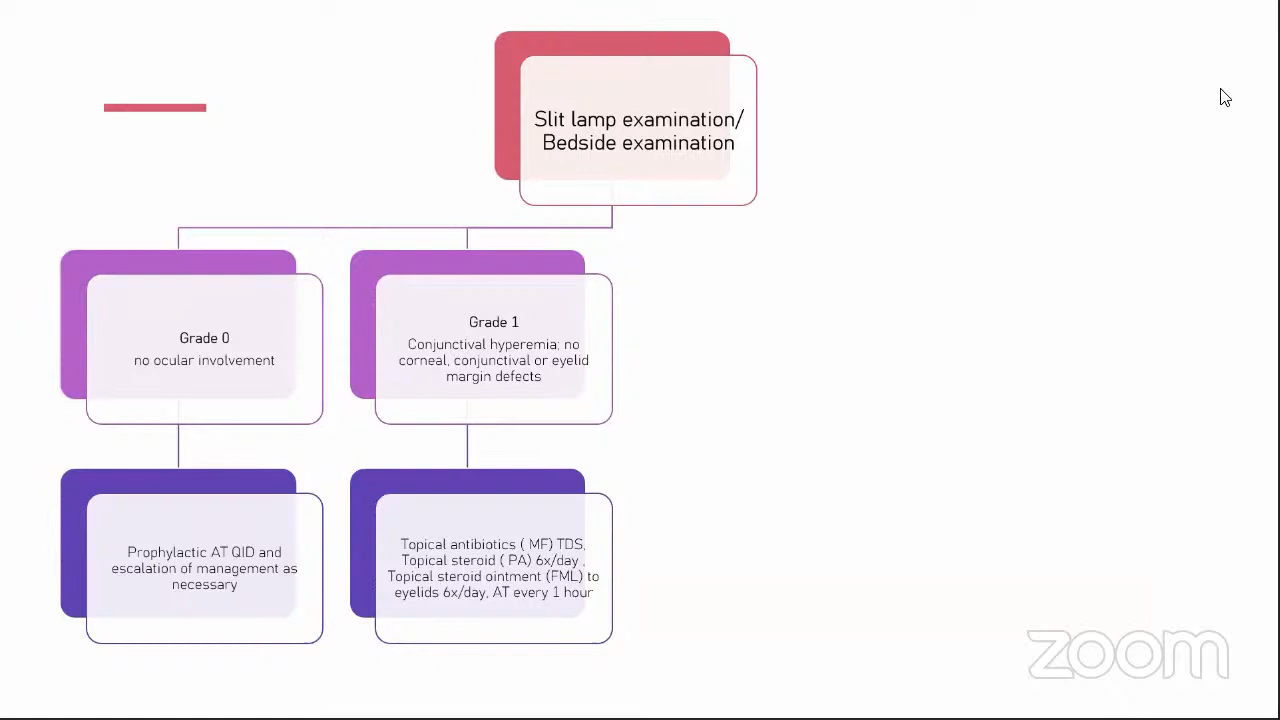 Slit lamp examination/
Bedside examination
Grade 0
no ocular involvement
Grade 1
Conjunctival hyperemia; no
corneal, conjunctival or eyelid
margin defects
Prophylactic AT QID and
escalation of management as
necessary
Topical antibiotics ( MF) TDS,
Topical steroid ( PA) 6x/day ,
Topical steroid ointment (FML) to
eyelids 6x/day, AT every 1 hour
zoom